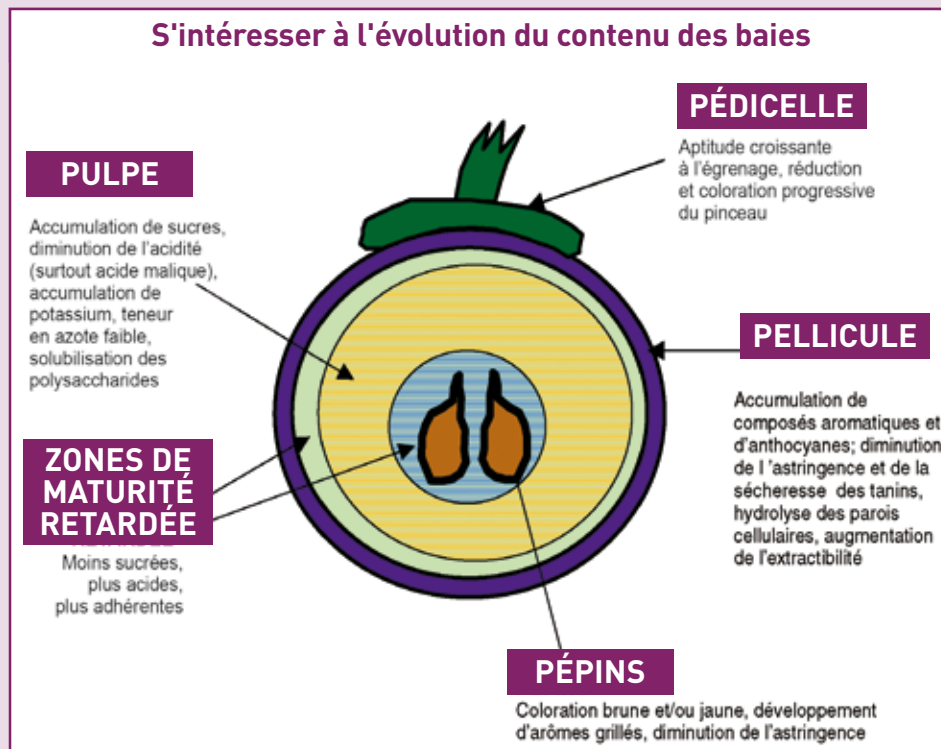 S'intéresser à l'évolution du contenu des baies
PÉDICELLE
Aptitude croissante
à l'égrenage, réduction
et coloration progressive
du pinceau
PULPE
Accumulation de sucres,
diminution de l'acidité
(surtout acide malique),
accumulation de
potassium, teneur
en azote faible,
solubilisation des
polysaccharides
PELLICULE
Accumulation de
composés aromatiques et
d'anthocyanes; diminution
de l 'astringence et de la
sécheresse des tanins,
hydrolyse des parois
cellulaires, augmentation
de l'extractibilité
ZONES DE
MATURITÉ
RETARDÉE
Moins sucrées,
plus acides,
plus adhérentes
PÉPINS
Coloration brune et/ou jaune, développement
d'arômes grillés, diminution de l'astringence